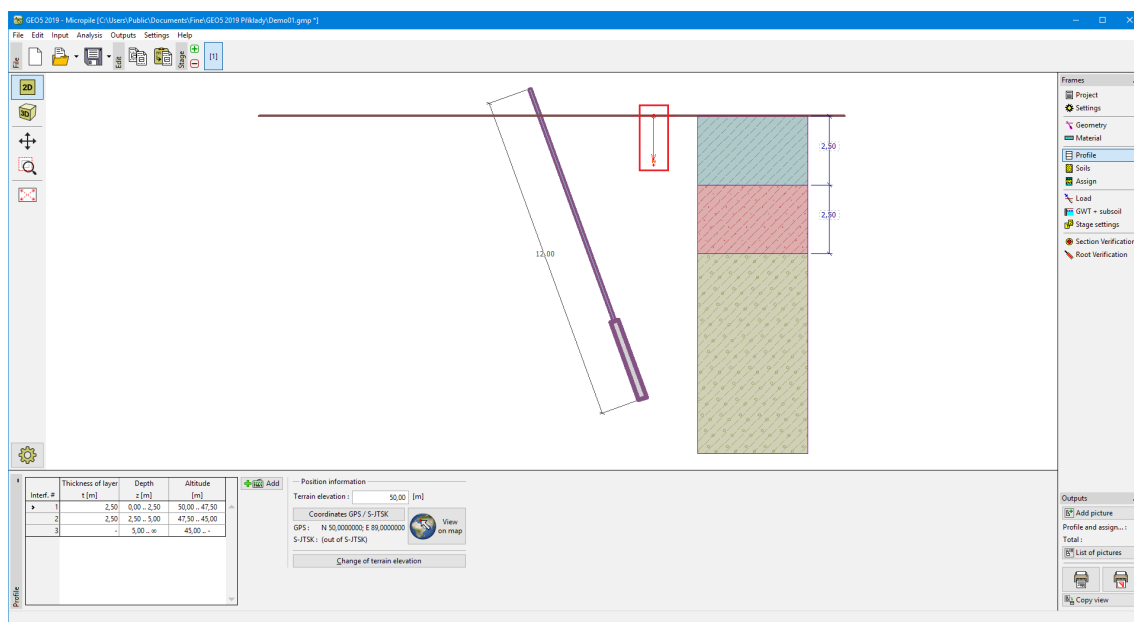 GEO5 2019 - Micropile [C:\Users\Public\Documents\Fine\GEO5 2019 Příklady\Demo01.gmp *]
File Edit Input Analysis Outputs Settings Help
File
Edit
Stage
[1]
2D
3D
12,00
2,50
2,50
Frames
Project
Settings
Geometry
Material
Profile
Soils
Assign
Load
GWT + subsoil
Stage settings
Section Verification
Root Verification
Profile
Interf. # Thickness of layer t [m] Depth z [m] Altitude [m]
1 2,50 0,00 .. 2,50 50,00 .. 47,50
2 2,50 2,50 .. 5,00 47,50 .. 45,00
3 - 5,00 .. ∞ 45,00 .. -
Add
Position information
Terrain elevation : 50,00 [m]
Coordinates GPS / S-JTSK
GPS : N 50,0000000; E 89,0000000
S-JTSK : (out of S-JTSK)
View on map
Change of terrain elevation
Outputs
Add picture
Profile and assign... :
Total :
List of pictures
Copy view